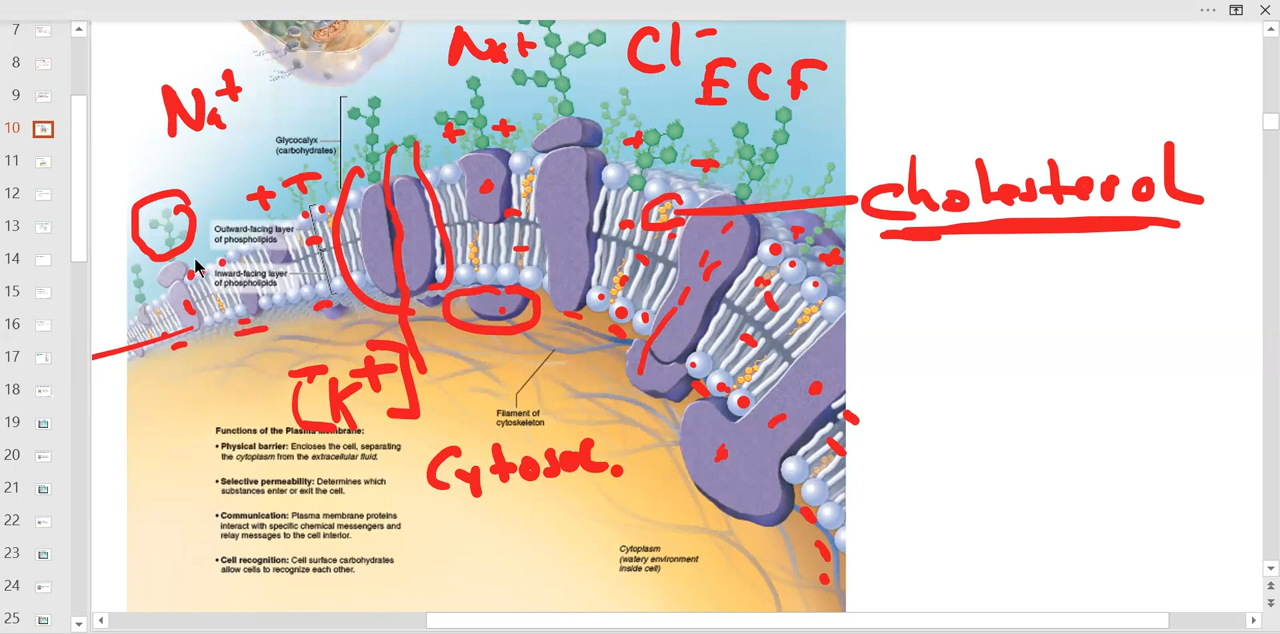 7
8
9
10
11
12
13
14
15
16
17
18
19
20
21
22
23
24
25
Na+
Na+
Cl-
ECF
Glycocalyx
(carbohydrates)
cholesterol
Outward-facing layer
of phospholipids
Inward-facing layer
of phospholipids
[K+]
Filament of
cytoskeleton
Cytosol.
Functions of the Plasma Membrane:
• Physical barrier: Encloses the cell, separating
the cytoplasm from the extracellular fluid.
• Selective permeability: Determines which
substances enter or exit the cell.
• Communication: Plasma membrane proteins
interact with specific chemical messengers and
relay messages to the cell interior.
• Cell recognition: Cell surface carbohydrates
allow cells to recognize each other.
Cytoplasm
(watery environment
inside cell)